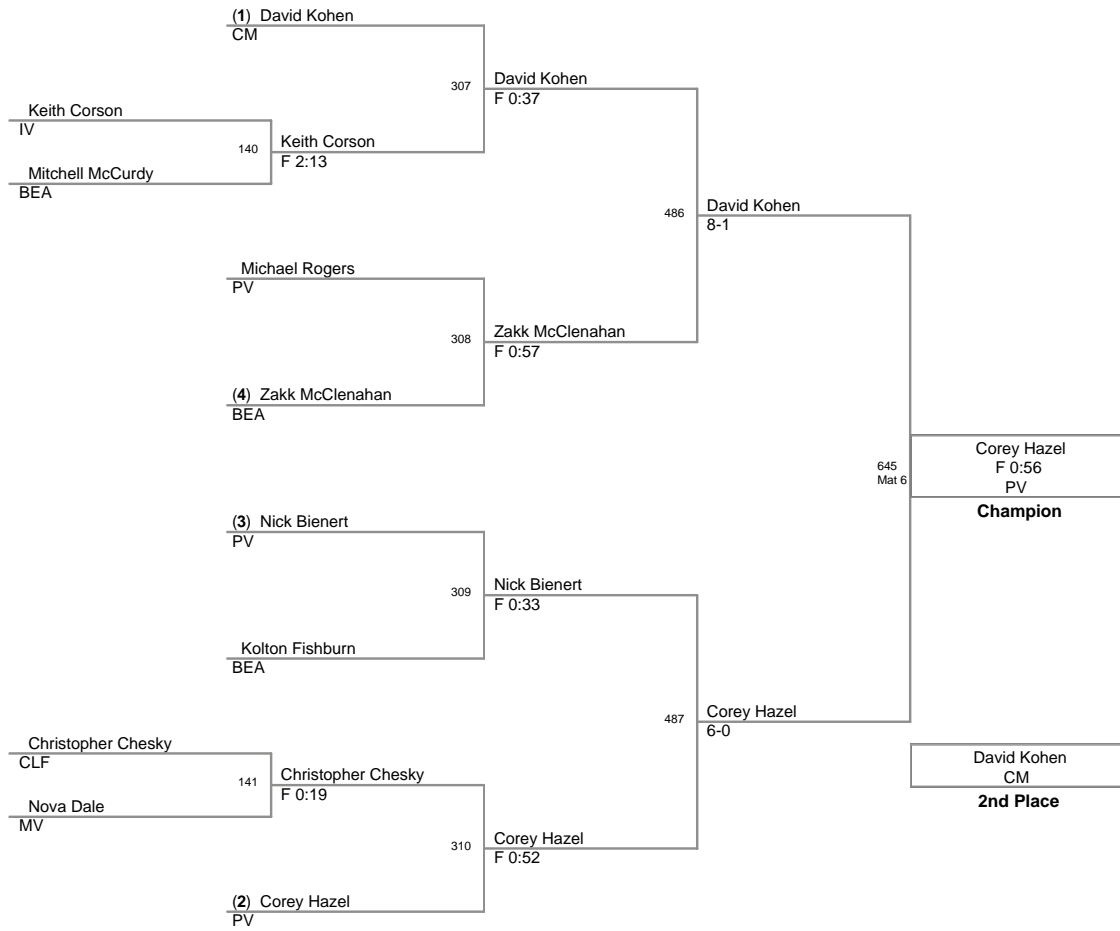 (1) David Kohen
CM
307
David Kohen
F 0:37
Keith Corson
IV
140
Keith Corson
F 2:13
Mitchell McCurdy
BEA
486
David Kohen
8-1
Michael Rogers
PV
308
Zakk McClenahan
F 0:57
(4) Zakk McClenahan
BEA
645
Mat 6
Corey Hazel
F 0:56
PV
Champion
(3) Nick Bienert
PV
309
Nick Bienert
F 0:33
Kolton Fishburn
BEA
487
Corey Hazel
6-0
Christopher Chesky
CLF
141
Christopher Chesky
F 0:19
Nova Dale
MV
310
Corey Hazel
F 0:52
(2) Corey Hazel
PV
David Kohen
CM
2nd Place